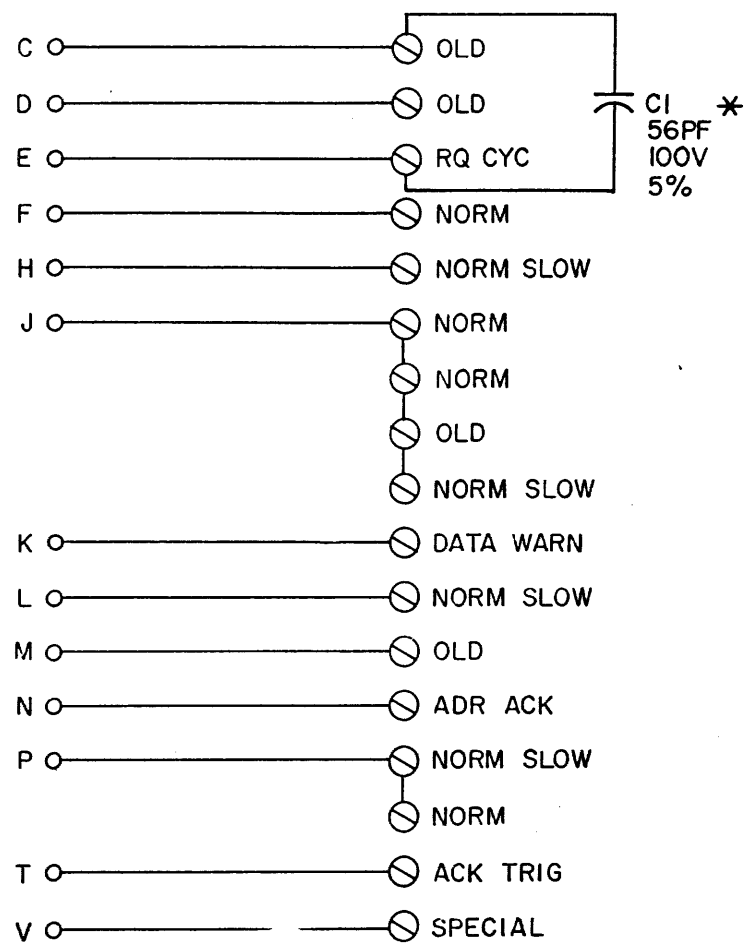 C OLD
D OLD
C1 *
56PF
E RQ CYC
100V
5%
F NORM
H NORM SLOW
J NORM
NORM
OLD
NORM SLOW
K DATA WARN
L NORM SLOW
M OLD
N ADR ACK
P NORM SLOW
NORM
T ACK TRIG
V SPECIAL